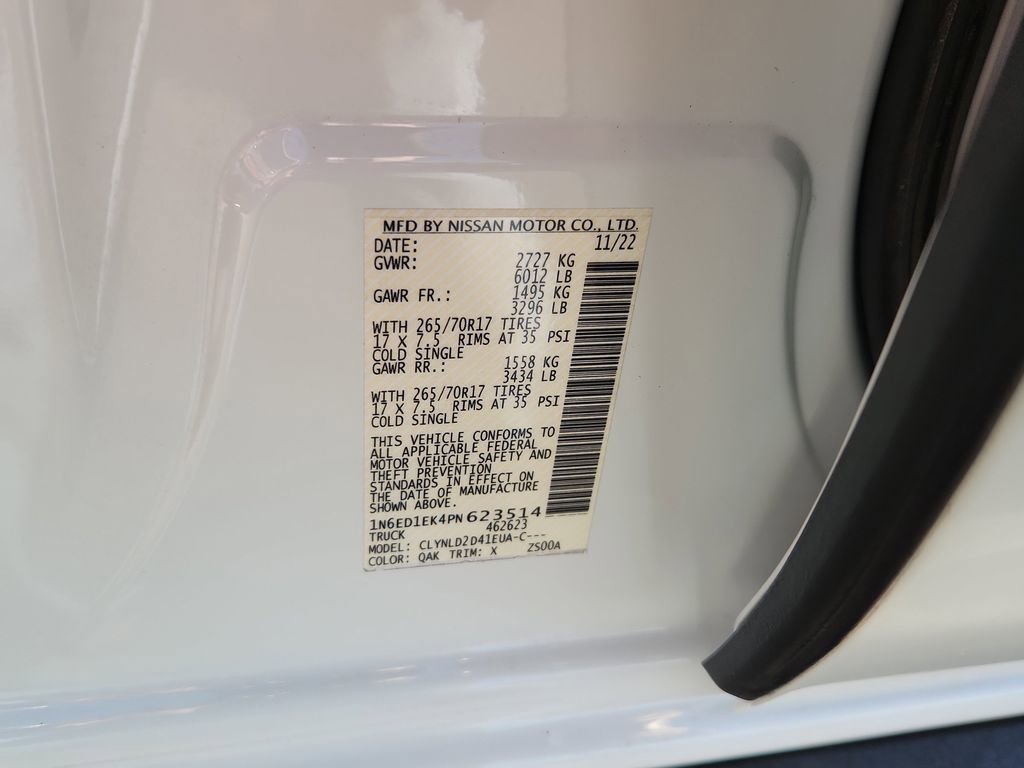 MFD BY NISSAN MOTOR CO., LTD.
DATE: 11/22
GVWR: 2727 KG
6012 LB
GAWR FR.: 1495 KG
3296 LB
WITH 265/70R17 TIRES
17 X 7.5 RIMS AT 35 PSI
COLD SINGLE
GAWR RR.: 1558 KG
3434 LB
WITH 265/70R17 TIRES
17 X 7.5 RIMS AT 35 PSI
COLD SINGLE
THIS VEHICLE CONFORMS TO
ALL APPLICABLE FEDERAL
MOTOR VEHICLE SAFETY AND
THEFT PREVENTION
STANDARDS IN EFFECT ON
THE DATE OF MANUFACTURE
SHOWN ABOVE.
1N6ED1EK4PN623514
TRUCK 462623
MODEL: CLYNLD2D41EUA-C---
COLOR: QAK TRIM: X ZS00A